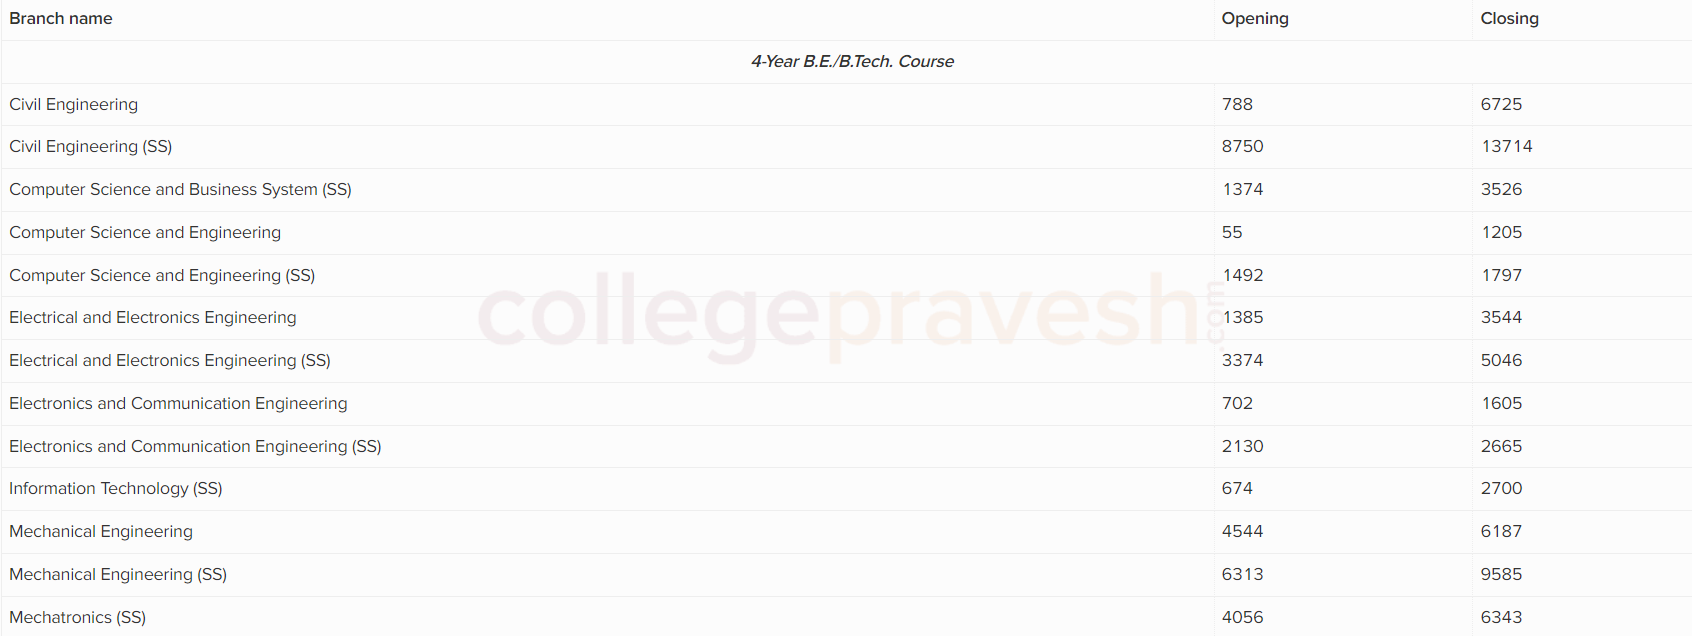 Branch name Opening Closing
4-Year B.E./B.Tech. Course
Civil Engineering 788 6725
Civil Engineering (SS) 8750 13714
Computer Science and Business System (SS) 1374 3526
Computer Science and Engineering 55 1205
Computer Science and Engineering (SS) 1492 1797
collegepravesh.com
Electrical and Electronics Engineering 1385 3544
Electrical and Electronics Engineering (SS) 3374 5046
Electronics and Communication Engineering 702 1605
Electronics and Communication Engineering (SS) 2130 2665
Information Technology (SS) 674 2700
Mechanical Engineering 4544 6187
Mechanical Engineering (SS) 6313 9585
Mechatronics (SS) 4056 6343